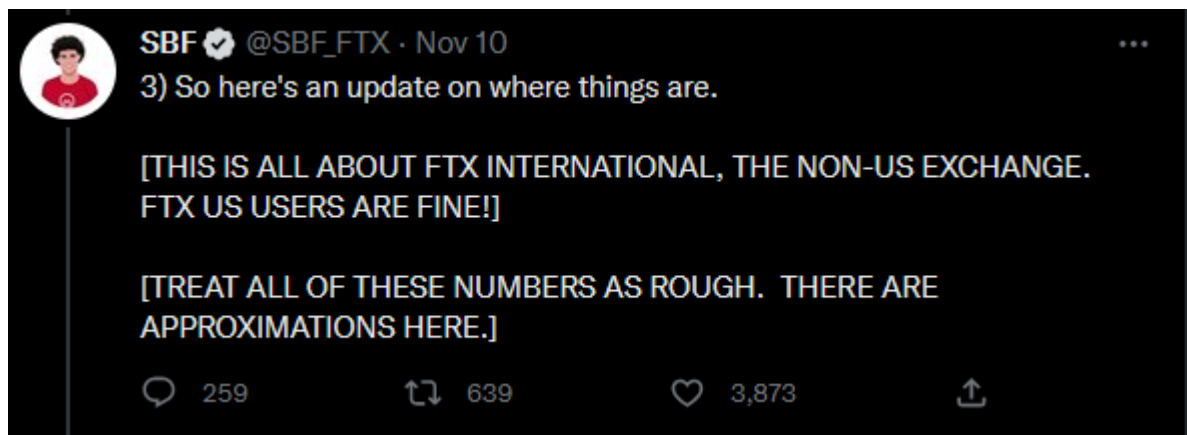 SBF @SBF_FTX · Nov 10
3) So here's an update on where things are.
[THIS IS ALL ABOUT FTX INTERNATIONAL, THE NON-US EXCHANGE.
FTX US USERS ARE FINE!]
[TREAT ALL OF THESE NUMBERS AS ROUGH.  THERE ARE
APPROXIMATIONS HERE.]
259 639 3,873